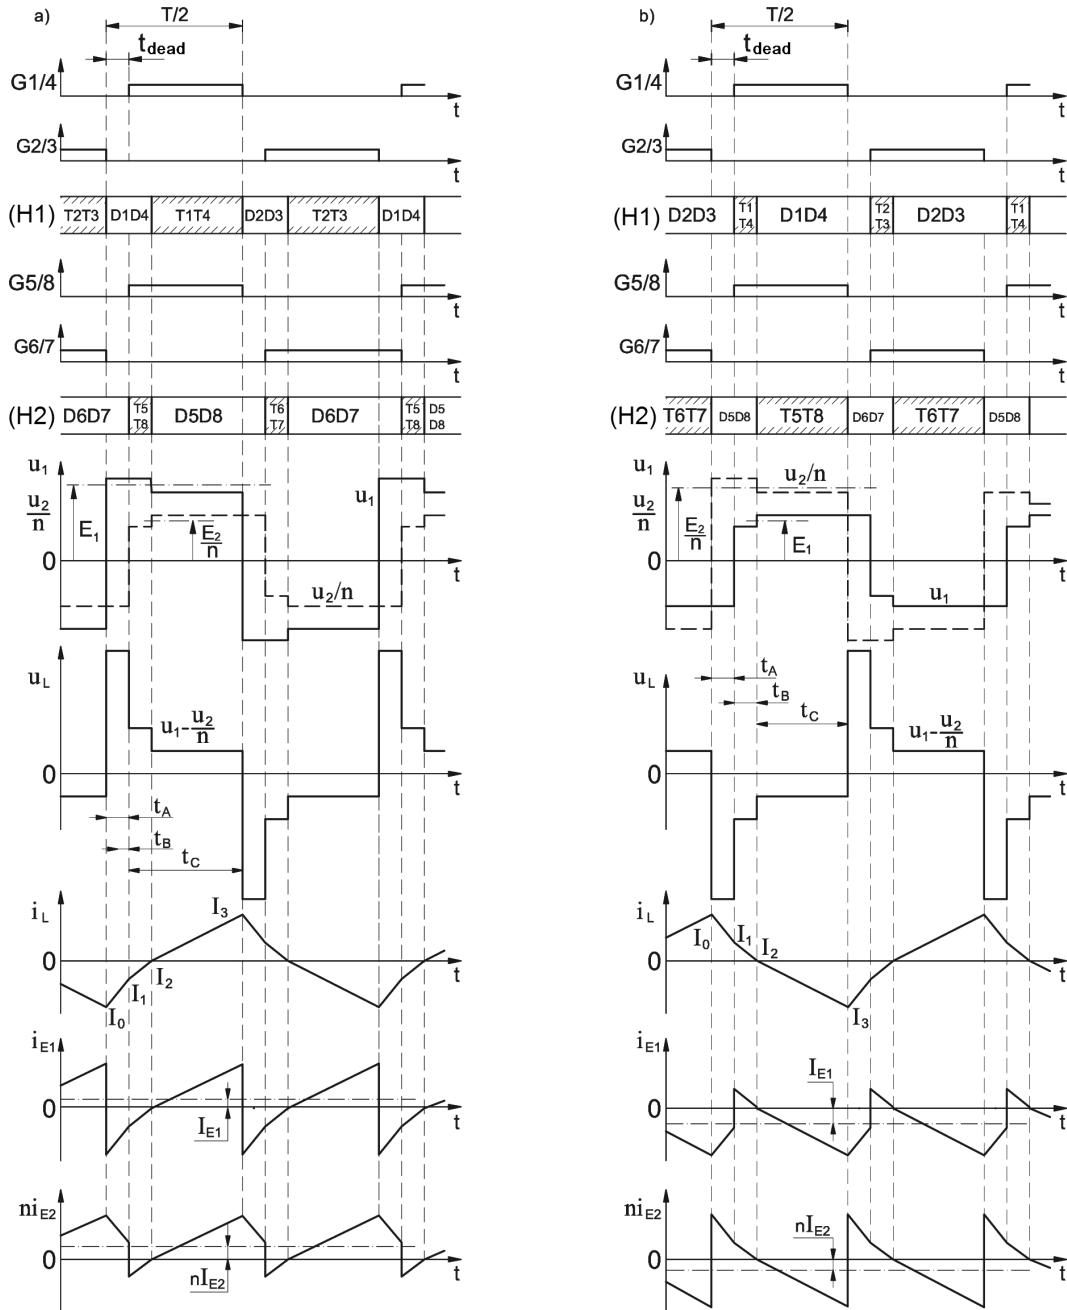 a)
T/2
t dead
G1/4
t
G2/3
t
(H1)
T2T3
D1D4
T1T4
D2D3
T2T3
D1D4
G5/8
t
G6/7
t
(H2)
D6D7
T5
T8
D5D8
T6
T7
D6D7
T5
T8
D5
D8
u1
u2/n
E1
0
u1
E2/n
u2/n
t
uL
u1-u2/n
0
t
tA
tB
tC
iL
I3
0
I2
I1
I0
t
iE1
0
IE1
t
niE2
0
nIE2
t
b)
T/2
t dead
G1/4
t
G2/3
t
(H1)
D2D3
T1
T4
D1D4
T2
T3
D2D3
T1
T4
G5/8
t
G6/7
t
(H2)
T6T7
D5D8
T5T8
D6D7
T6T7
D5D8
u1
u2/n
u2/n
E2/n
E1
0
t
u1
uL
tA
tB
tC
u1-u2/n
0
t
iL
I0
I1
I2
0
t
I3
iE1
IE1
0
t
niE2
nIE2
0
t